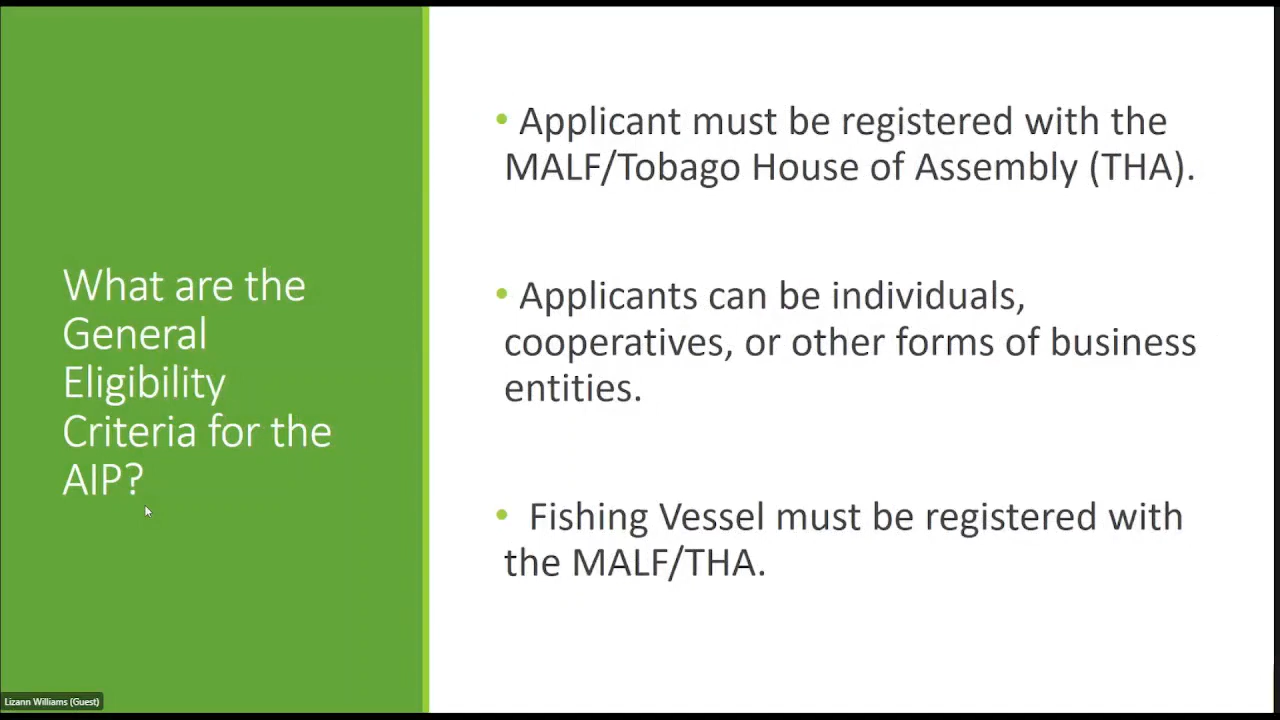 What are the
General
Eligibility
Criteria for the
AIP?
• Applicant must be registered with the
MALF/Tobago House of Assembly (THA).
• Applicants can be individuals,
cooperatives, or other forms of business
entities.
• Fishing Vessel must be registered with
the MALF/THA.
Lizann Williams (Guest)